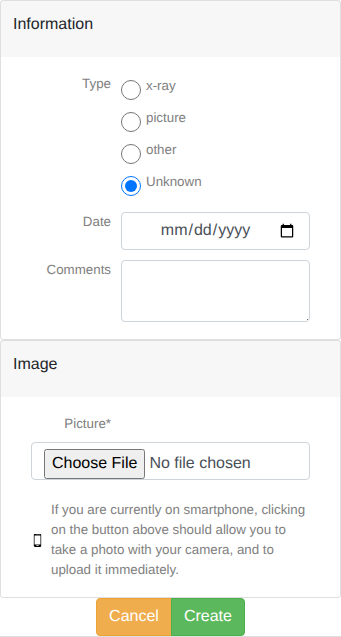 Information
Type
x-ray
picture
other
Unknown
Date
mm/dd/yyyy
Comments
Image
Picture*
Choose File No file chosen
If you are currently on smartphone, clicking
on the button above should allow you to
take a photo with your camera, and to
upload it immediately.
Cancel Create